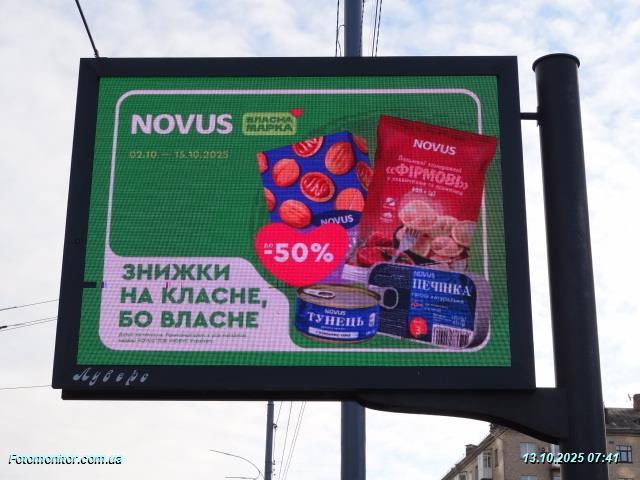 NOVUS
ВЛАСНА
МАРКА
02.10 — 15.10.2025
NOVUS
«ФІРМОВІ»
NOVUS
до
-50%
ЗНИЖКИ
НА КЛАСНЕ,
БО ВЛАСНЕ
NOVUS
ПЕЧІНКА
NOVUS
ТУНЕЦЬ
Луверс
Fotomonitor.com.ua
13.10.2025 07:41